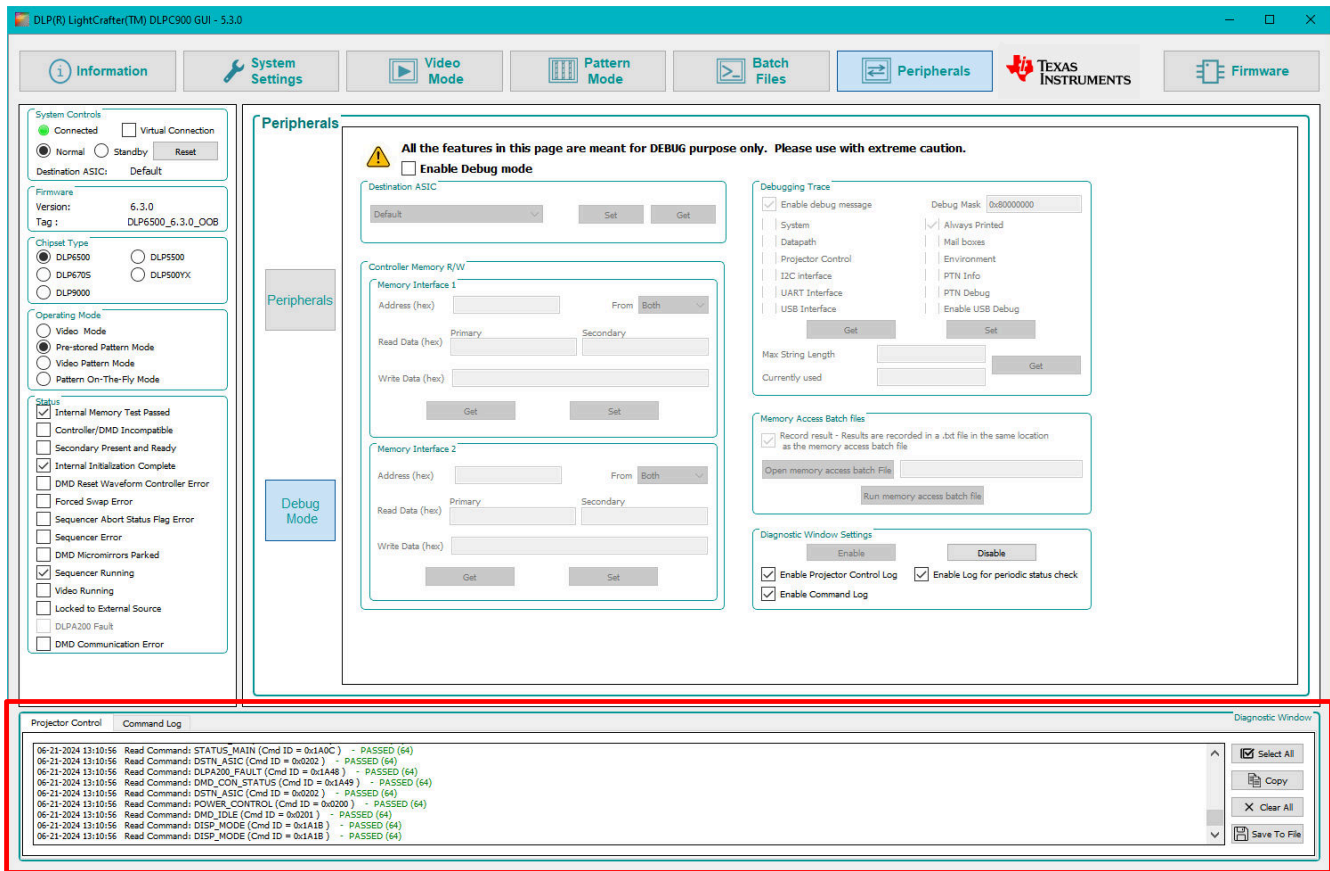 DLP(R) LightCrafter(TM) DLPC900 GUI - 5.3.0
Information
System Settings
Video Mode
Pattern Mode
Batch Files
Peripherals
TEXAS INSTRUMENTS
Firmware
System Controls
Connected Virtual Connection
Normal Standby Reset
Destination ASIC: Default
Firmware
Version: 6.3.0
Tag : DLP6500_6.3.0_OOB
Chipset Type
DLP6500 DLP5500
DLP670S DLP500YX
DLP9000
Operating Mode
Video Mode
Pre-stored Pattern Mode
Video Pattern Mode
Pattern On-The-Fly Mode
Status
Internal Memory Test Passed
Controller/DMD Incompatible
Secondary Present and Ready
Internal Initialization Complete
DMD Reset Waveform Controller Error
Forced Swap Error
Sequencer Abort Status Flag Error
Sequencer Error
DMD Micromirrors Parked
Sequencer Running
Video Running
Locked to External Source
DLPA200 Fault
DMD Communication Error
Peripherals
Peripherals
Debug Mode
All the features in this page are meant for DEBUG purpose only. Please use with extreme caution.
Enable Debug mode
Destination ASIC
Default Set Get
Controller Memory R/W
Memory Interface 1
Address (hex) From Both
Primary Secondary
Read Data (hex)
Write Data (hex)
Get Set
Memory Interface 2
Address (hex) From Both
Primary Secondary
Read Data (hex)
Write Data (hex)
Get Set
Debugging Trace
Enable debug message Debug Mask 0x80000000
System Always Printed
Datapath Mail boxes
Projector Control Environment
I2C interface PTN Info
UART Interface PTN Debug
USB Interface Enable USB Debug
Get Set
Max String Length
Get
Currently used
Memory Access Batch files
Record result - Results are recorded in a .txt file in the same location
as the memory access batch file
Open memory access batch File
Run memory access batch file
Diagnostic Window Settings
Enable Disable
Enable Projector Control Log Enable Log for periodic status check
Enable Command Log
Projector Control Command Log Diagnostic Window
06-21-2024 13:10:56 Read Command: STATUS_MAIN (Cmd ID = 0x1A0C ) - PASSED (64)
06-21-2024 13:10:56 Read Command: DSTN_ASIC (Cmd ID = 0x0202 ) - PASSED (64)
06-21-2024 13:10:56 Read Command: DLPA200_FAULT (Cmd ID = 0x1A48 ) - PASSED (64)
06-21-2024 13:10:56 Read Command: DMD_CON_STATUS (Cmd ID = 0x1A49 ) - PASSED (64)
06-21-2024 13:10:56 Read Command: DSTN_ASIC (Cmd ID = 0x0202 ) - PASSED (64)
06-21-2024 13:10:56 Read Command: POWER_CONTROL (Cmd ID = 0x0200 ) - PASSED (64)
06-21-2024 13:10:56 Read Command: DMD_IDLE (Cmd ID = 0x0201 ) - PASSED (64)
06-21-2024 13:10:56 Read Command: DISP_MODE (Cmd ID = 0x1A1B ) - PASSED (64)
06-21-2024 13:10:56 Read Command: DISP_MODE (Cmd ID = 0x1A1B ) - PASSED (64)
Select All
Copy
Clear All
Save To File